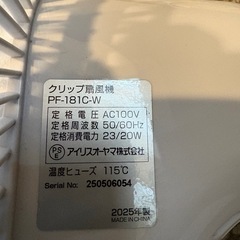 クリップ扇風機
PF-181C-W
定格電圧 AC100V
定格周波数 50/60Hz
定格消費電力 23/20W
PS
E
アイリスオーヤマ株式会社
温度ヒューズ 115℃
Serial No: 250506054
2025年製
MADE IN CHINA